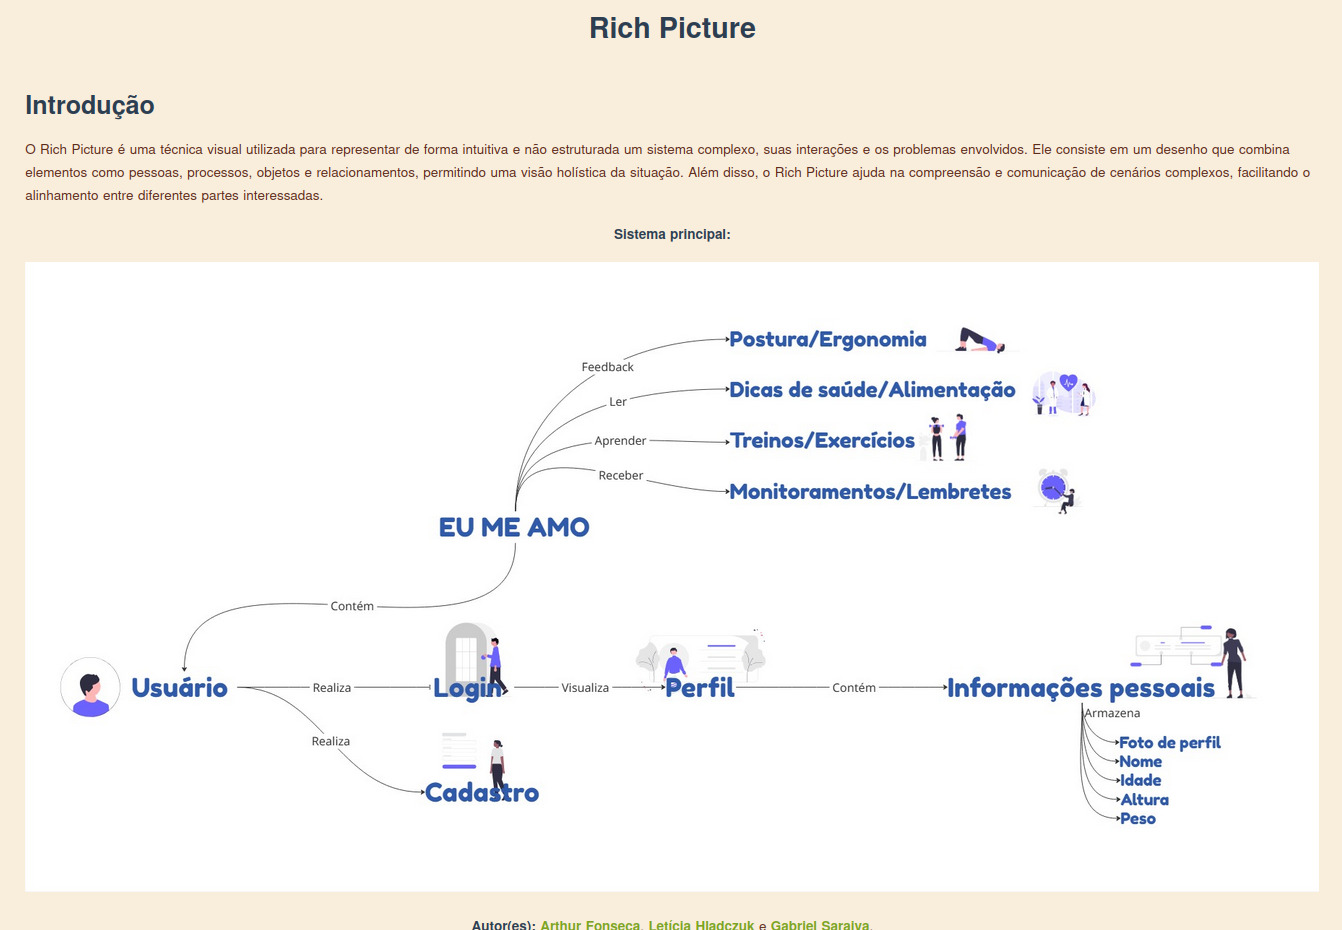 Rich Picture
Introdução
O Rich Picture é uma técnica visual utilizada para representar de forma intuitiva e não estruturada um sistema complexo, suas interações e os problemas envolvidos. Ele consiste em um desenho que combina
elementos como pessoas, processos, objetos e relacionamentos, permitindo uma visão holística da situação. Além disso, o Rich Picture ajuda na compreensão e comunicação de cenários complexos, facilitando o
alinhamento entre diferentes partes interessadas.
Sistema principal:
Postura/Ergonomia
Feedback
Dicas de saúde/Alimentação
Ler
Treinos/Exercícios
Aprender
Receber
Monitoramentos/Lembretes
EU ME AMO
Contém
Usuário
Realiza
Login
Visualiza
Perfil
Contém
Informações pessoais
Armazena
Realiza
Foto de perfil
Nome
Idade
Altura
Peso
Cadastro
Autor(es): Arthur Fonseca, Letícia Hladczuk e Gabriel Saraiva.